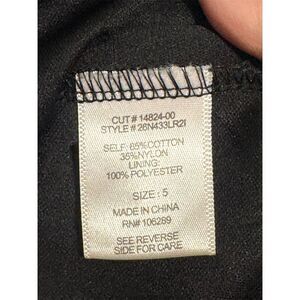 CUT # 14824-00
STYLE # 26N433LR2I
SELF: 65%COTTON
35%NYLON
LINING:
100% POLYESTER
SIZE : 5
MADE IN CHINA
RN# 106289
SEE REVERSE
SIDE FOR CARE